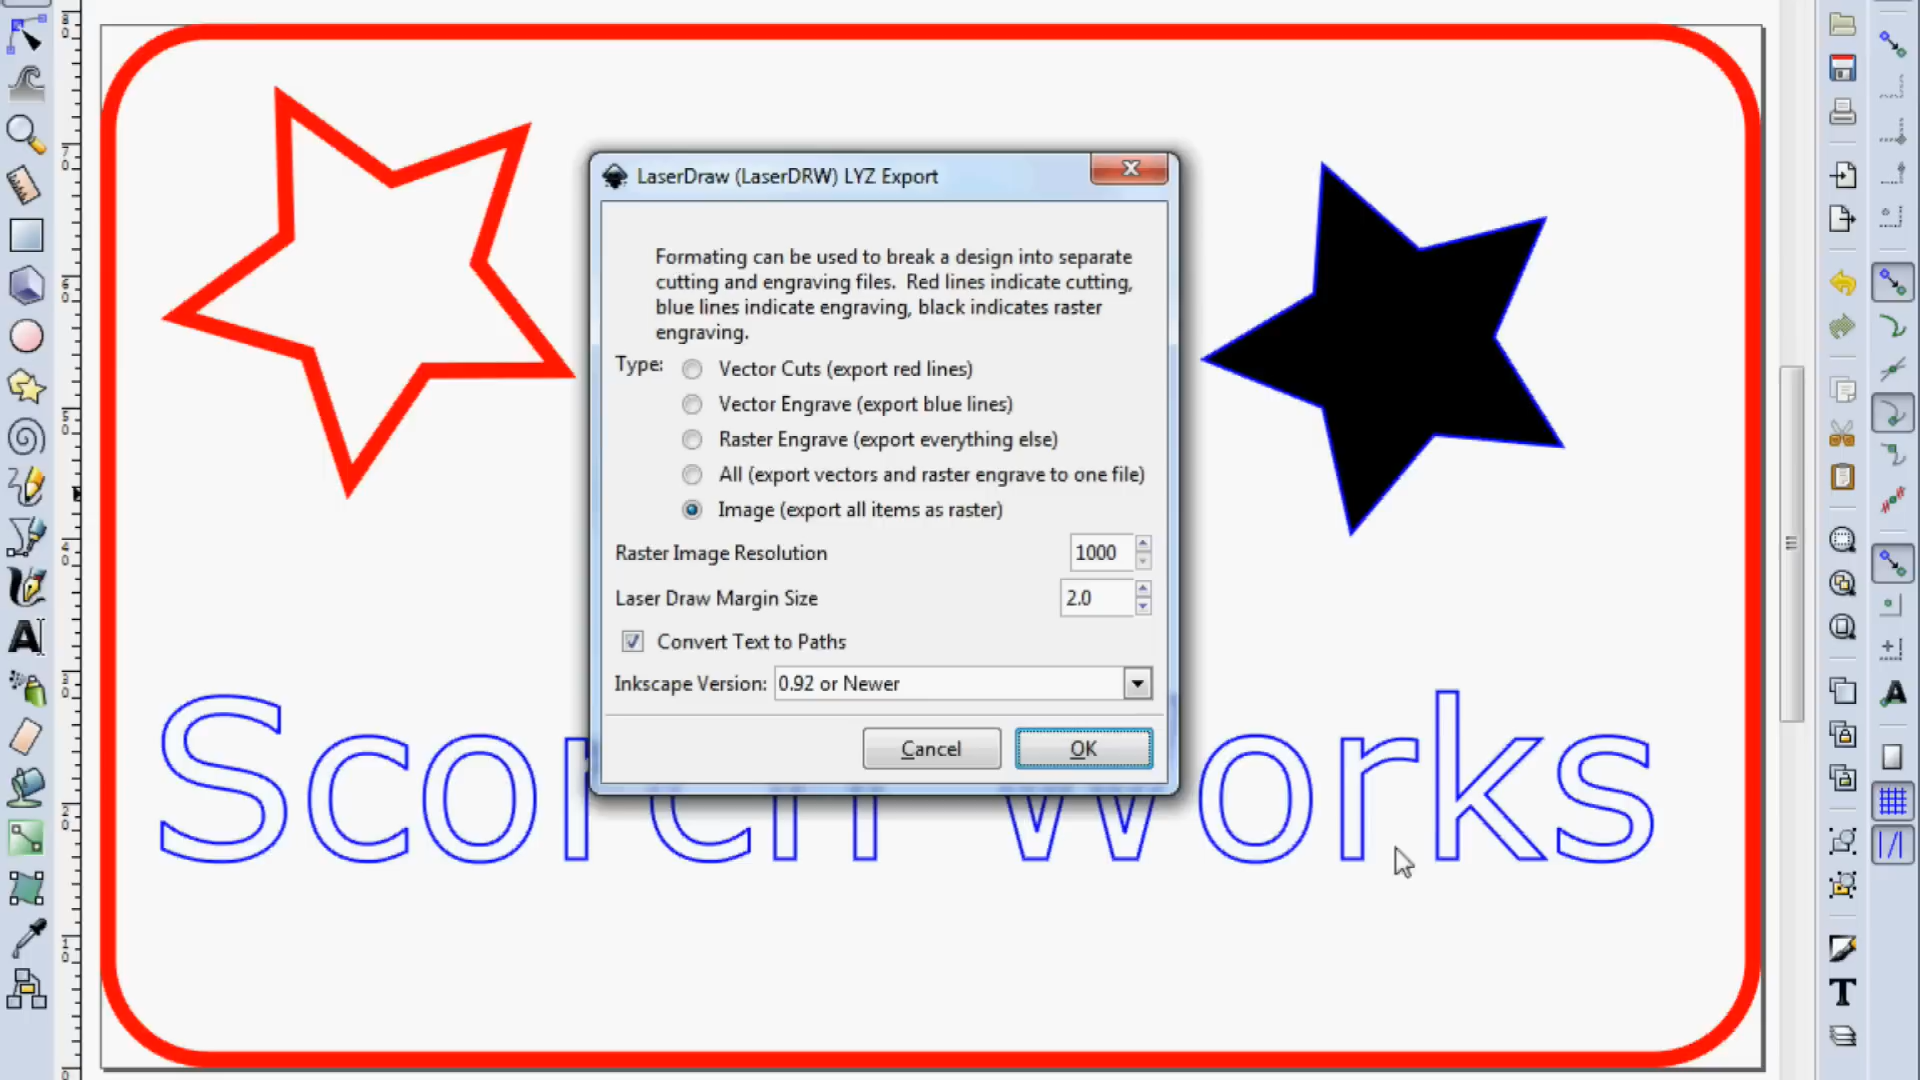 LaserDraw (LaserDRW) LYZ Export
Formating can be used to break a design into separate
cutting and engraving files.  Red lines indicate cutting,
blue lines indicate engraving, black indicates raster
engraving.
Type:
Vector Cuts (export red lines)
Vector Engrave (export blue lines)
Raster Engrave (export everything else)
All (export vectors and raster engrave to one file)
Image (export all items as raster)
Raster Image Resolution 1000
Laser Draw Margin Size 2.0
Convert Text to Paths
Inkscape Version: 0.92 or Newer
Cancel OK
Scorch Works